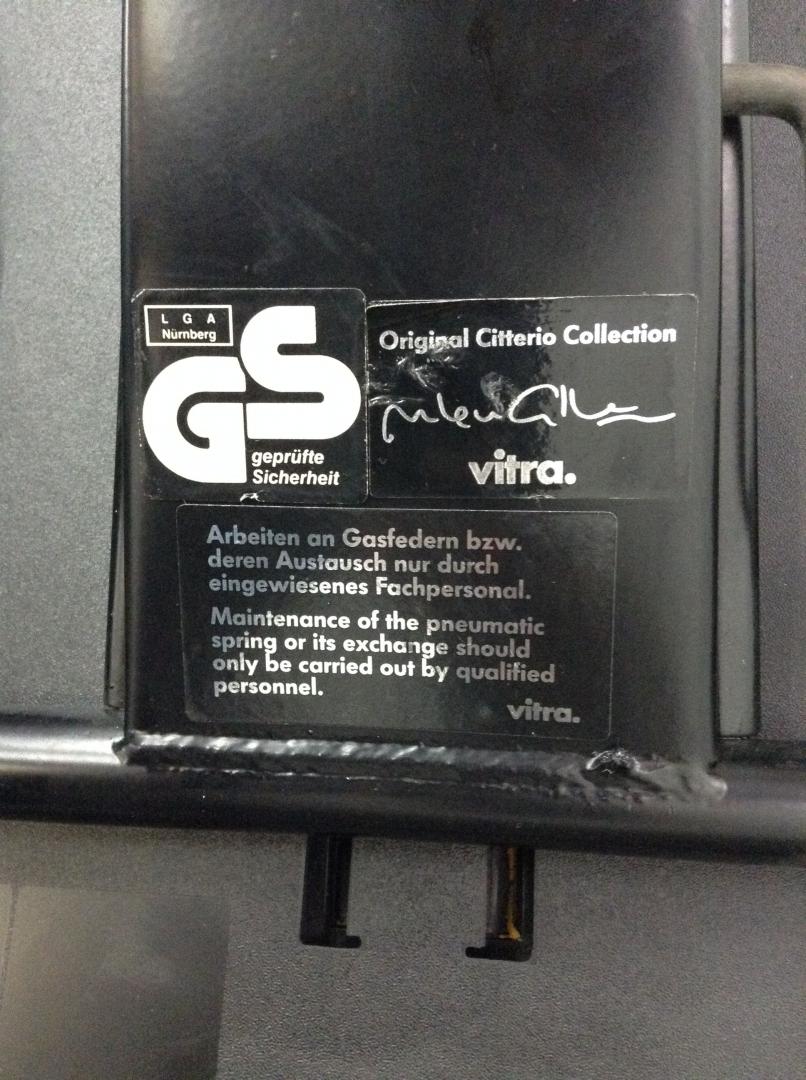 L G A
Nürnberg
GS
geprüfte
Sicherheit
Original Citterio Collection
vitra.
Arbeiten an Gasfedern bzw.
deren Austausch nur durch
eingewiesenes Fachpersonal.
Maintenance of the pneumatic
spring or its exchange should
only be carried out by qualified
personnel.
vitra.